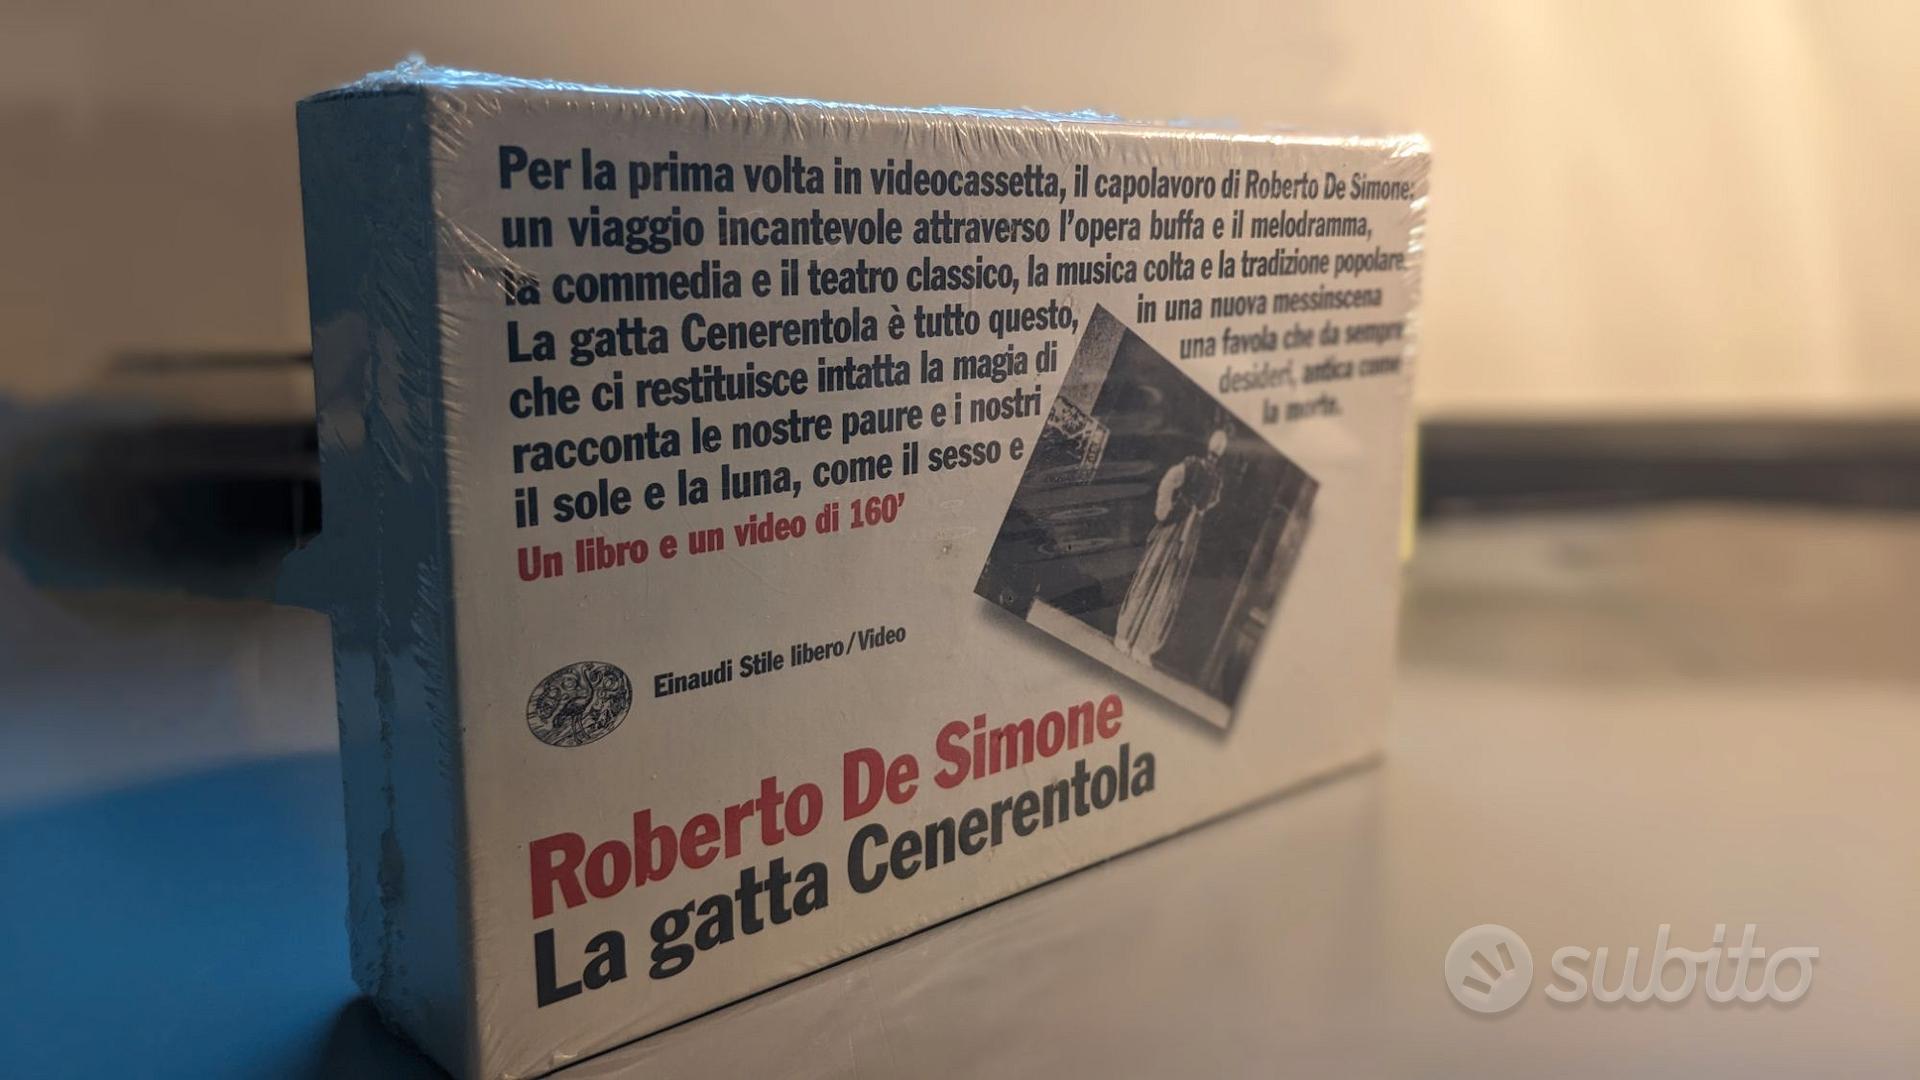 Per la prima volta in videocassetta, il capolavoro di Roberto De Simone:
un viaggio incantevole attraverso l'opera buffa e il melodramma,
la commedia e il teatro classico, la musica colta e la tradizione popolare.
La gatta Cenerentola è tutto questo, in una nuova messinscena
che ci restituisce intatta la magia di una favola che da sempre
racconta le nostre paure e i nostri desideri, antica come
il sole e la luna, come il sesso e la morte.
Un libro e un video di 160'
Einaudi Stile libero/Video
Roberto De Simone
La gatta Cenerentola
subito